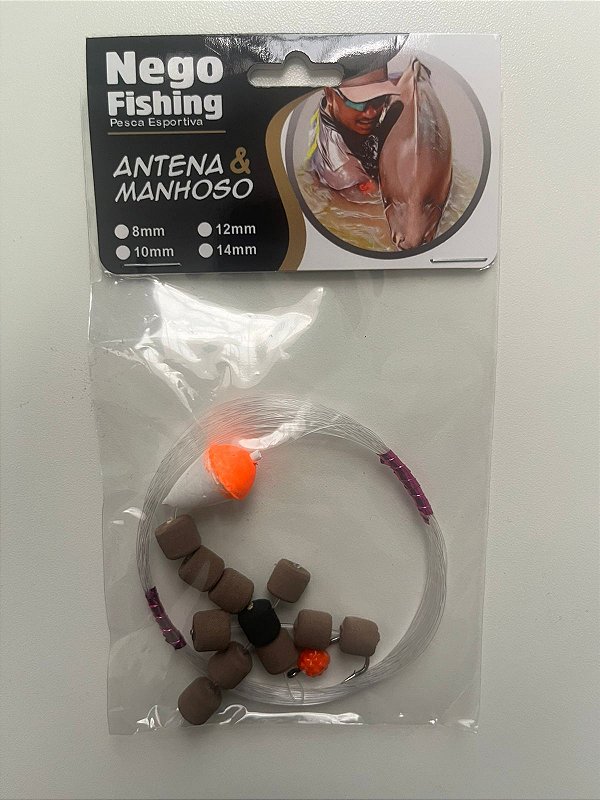 Nego
Fishing
Pesca Esportiva
ANTENA &
MANHOSO
8mm 12mm
10mm 14mm